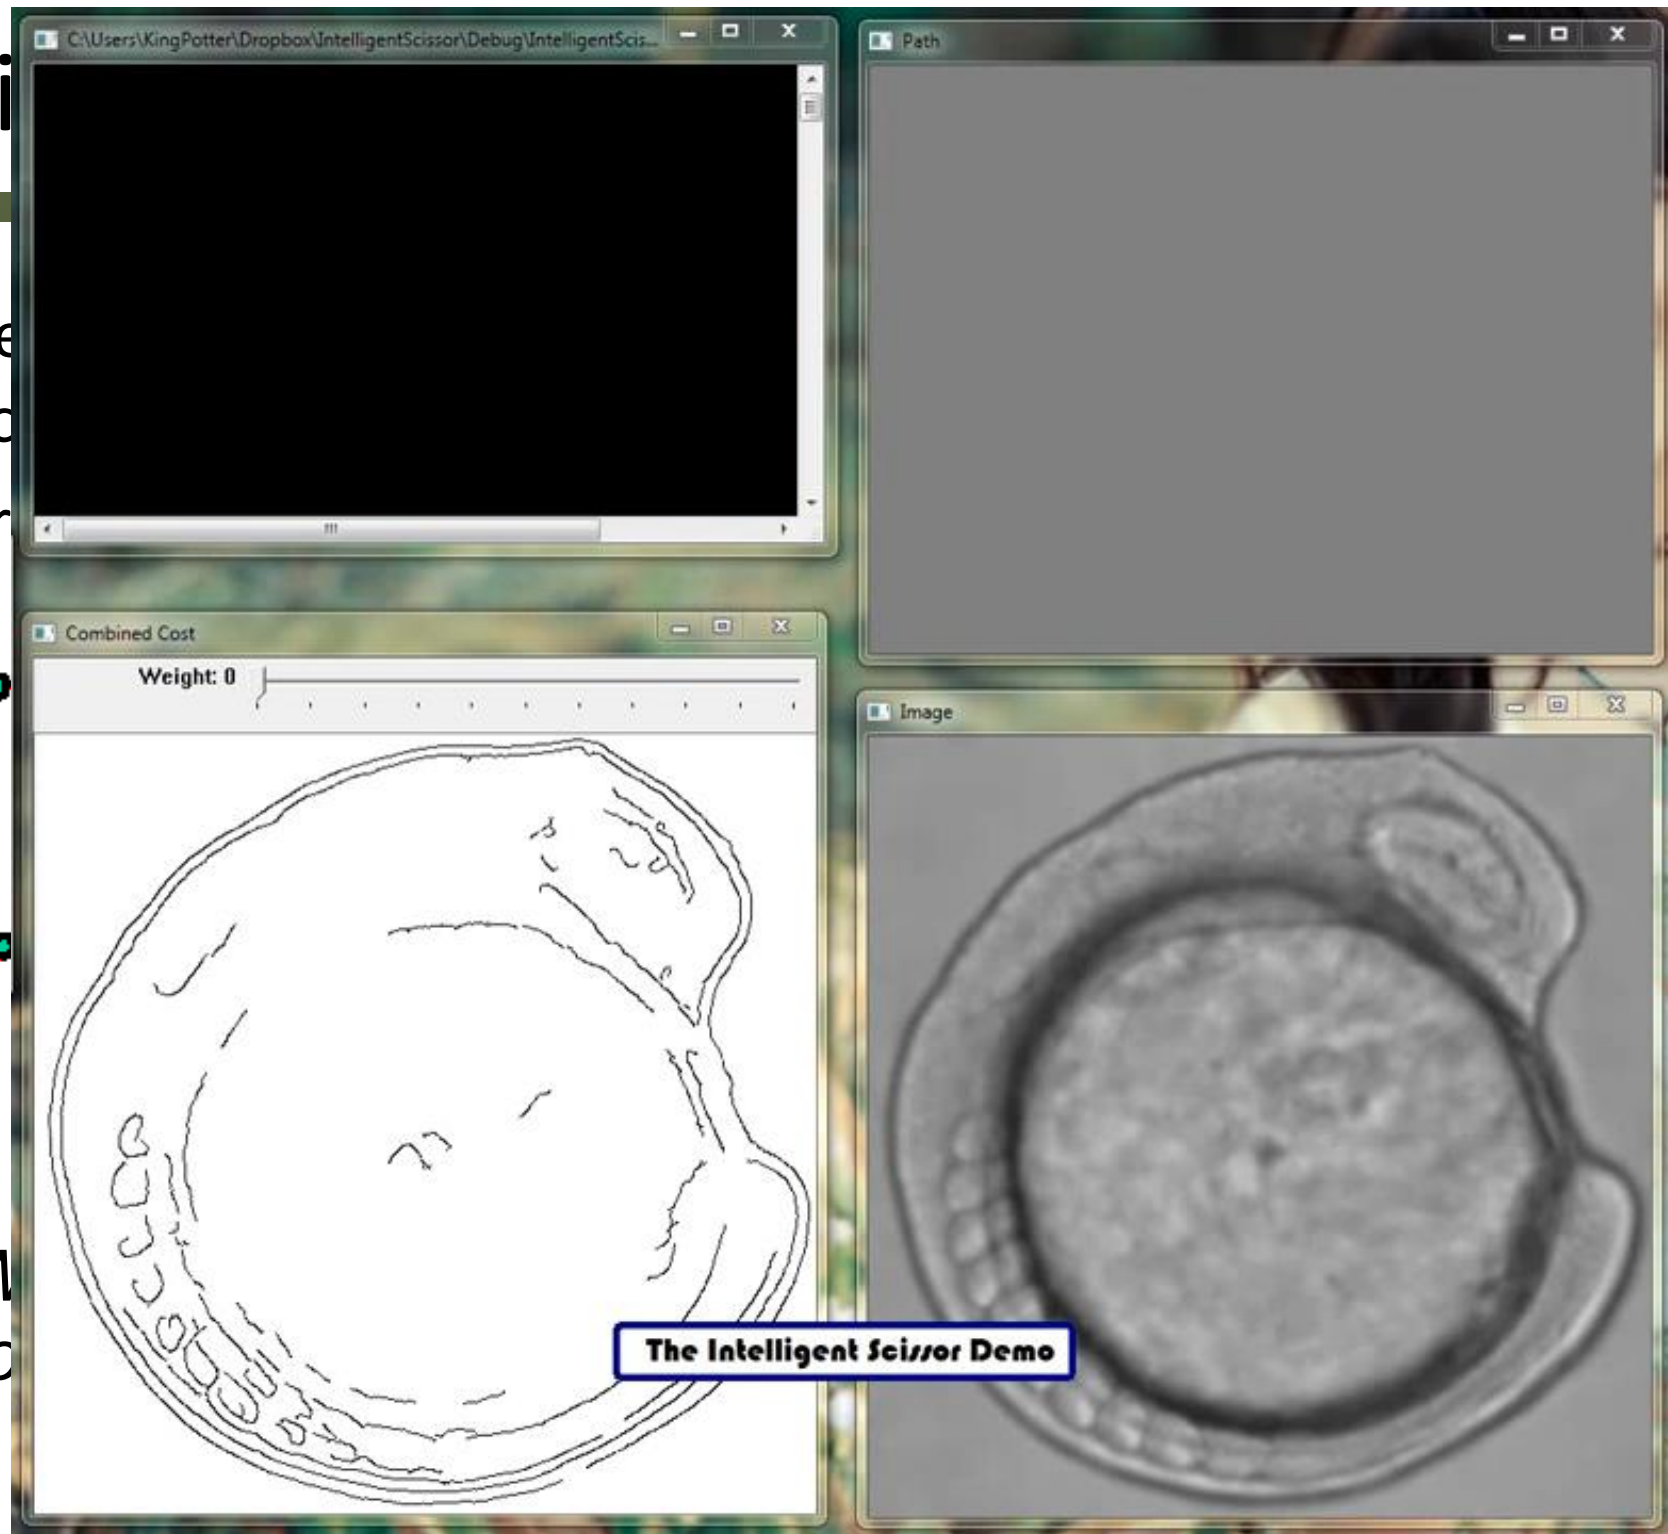 C:\Users\KingPotter\Dropbox\IntelligentScissor\Debug\IntelligentScis...
Path
Combined Cost
Weight: 0
Image
The Intelligent Scissor Demo